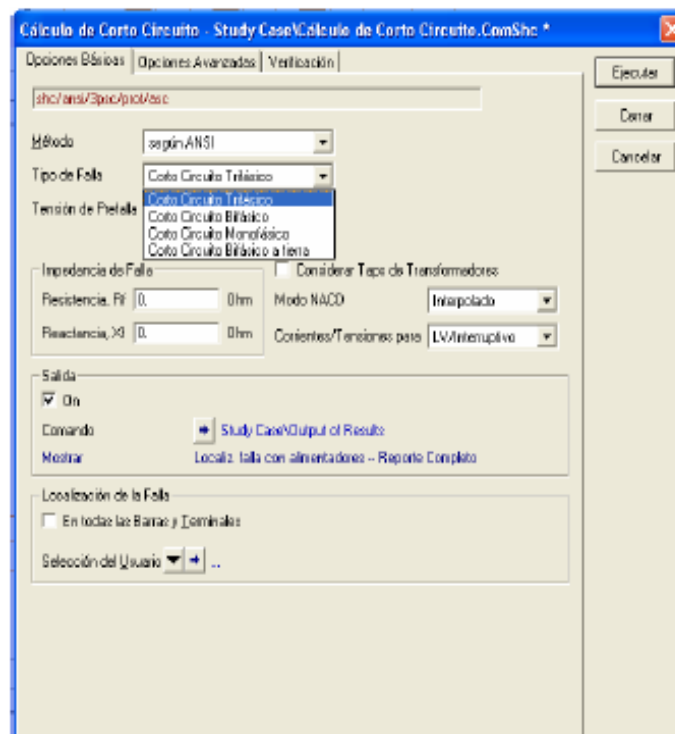 Cálculo de Corto Circuito - Study Case\Cálculo de Corto Circuito.ComShc *
Opciones Básicas
Opciones Avanzadas
Verificación
Ejecutar
Cerrar
Cancelar
shc/ansi/3psc/prot/asc
Método
según ANSI
Tipo de Falla
Corto Circuito Trifásico
Corto Circuito Trifásico
Corto Circuito Bifásico
Corto Circuito Monofásico
Corto Circuito Bifásico a tierra
Tensión de Prefalla
Impedancia de Falla
Resistencia, Rf
0.
Ohm
Reactancia, Xf
0.
Ohm
Considerar Taps de Transformadores
Modo NACD
Interpolado
Corrientes/Tensiones para
LV/Interruptivo
Salida
On
Comando
Study Case\Output of Results
Mostrar
Localiz. falla con alimentadores -- Reporte Completo
Localización de la Falla
En todas las Barras y Terminales
Selección del Usuario
...